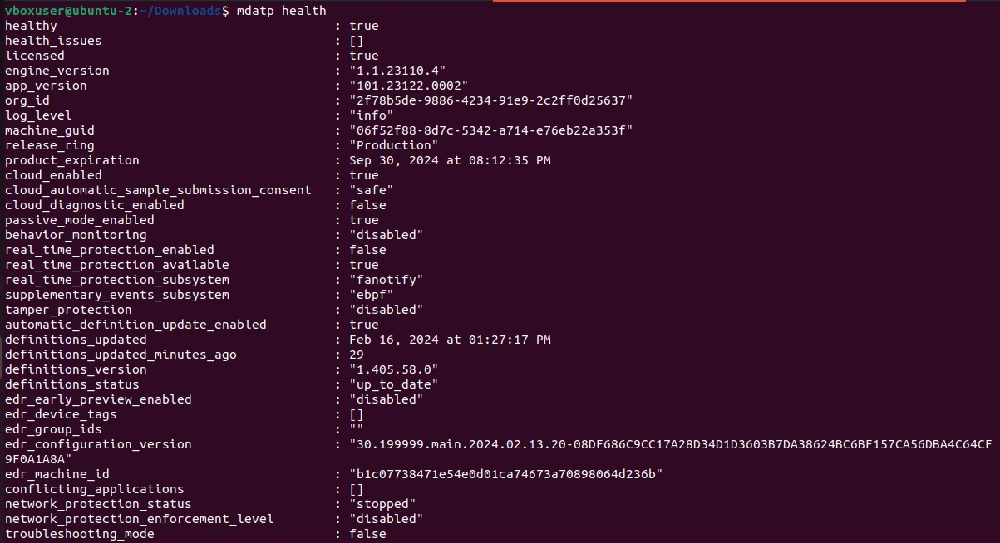 vboxuser@ubuntu-2:~/Downloads$ mdatp health
healthy                                     : true
health_issues                               : []
licensed                                    : true
engine_version                              : "1.1.23110.4"
app_version                                 : "101.23122.0002"
org_id                                      : "2f78b5de-9886-4234-91e9-2c2ff0d25637"
log_level                                   : "info"
machine_guid                                : "06f52f88-8d7c-5342-a714-e76eb22a353f"
release_ring                                : "Production"
product_expiration                          : Sep 30, 2024 at 08:12:35 PM
cloud_enabled                               : true
cloud_automatic_sample_submission_consent   : "safe"
cloud_diagnostic_enabled                    : false
passive_mode_enabled                        : true
behavior_monitoring                         : "disabled"
real_time_protection_enabled                : false
real_time_protection_available              : true
real_time_protection_subsystem              : "fanotify"
supplementary_events_subsystem              : "ebpf"
tamper_protection                           : "disabled"
automatic_definition_update_enabled         : true
definitions_updated                         : Feb 16, 2024 at 01:27:17 PM
definitions_updated_minutes_ago             : 29
definitions_version                         : "1.405.58.0"
definitions_status                          : "up_to_date"
edr_early_preview_enabled                   : "disabled"
edr_device_tags                             : []
edr_group_ids                               : ""
edr_configuration_version                   : "30.199999.main.2024.02.13.20-08DF686C9CC17A28D34D1D3603B7DA38624BC6BF157CA56DBA4C64CF
9F0A1A8A"
edr_machine_id                              : "b1c07738471e54e0d01ca74673a70898064d236b"
conflicting_applications                    : []
network_protection_status                   : "stopped"
network_protection_enforcement_level        : "disabled"
troubleshooting_mode                        : false